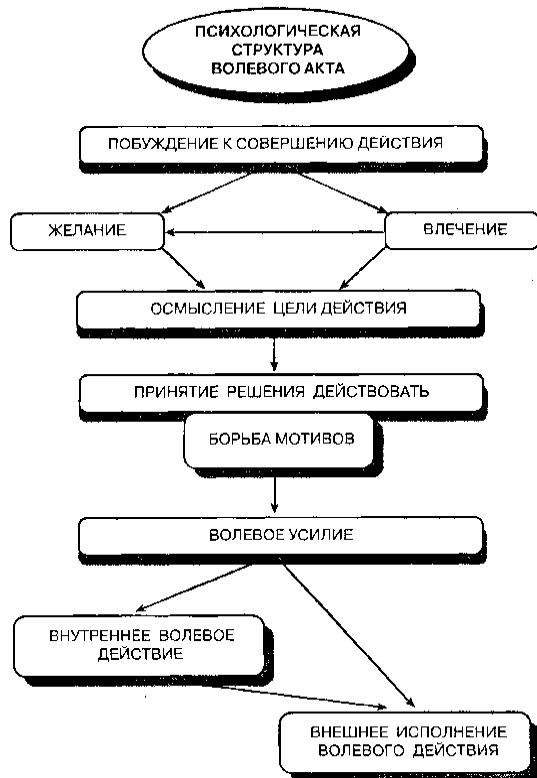 ПСИХОЛОГИЧЕСКАЯ
СТРУКТУРА
ВОЛЕВОГО АКТА
ПОБУЖДЕНИЕ К СОВЕРШЕНИЮ ДЕЙСТВИЯ
ЖЕЛАНИЕ
ВЛЕЧЕНИЕ
ОСМЫСЛЕНИЕ ЦЕЛИ ДЕЙСТВИЯ
ПРИНЯТИЕ РЕШЕНИЯ ДЕЙСТВОВАТЬ
БОРЬБА МОТИВОВ
ВОЛЕВОЕ УСИЛИЕ
ВНУТРЕННЕЕ ВОЛЕВОЕ
ДЕЙСТВИЕ
ВНЕШНЕЕ ИСПОЛНЕНИЕ
ВОЛЕВОГО ДЕЙСТВИЯ